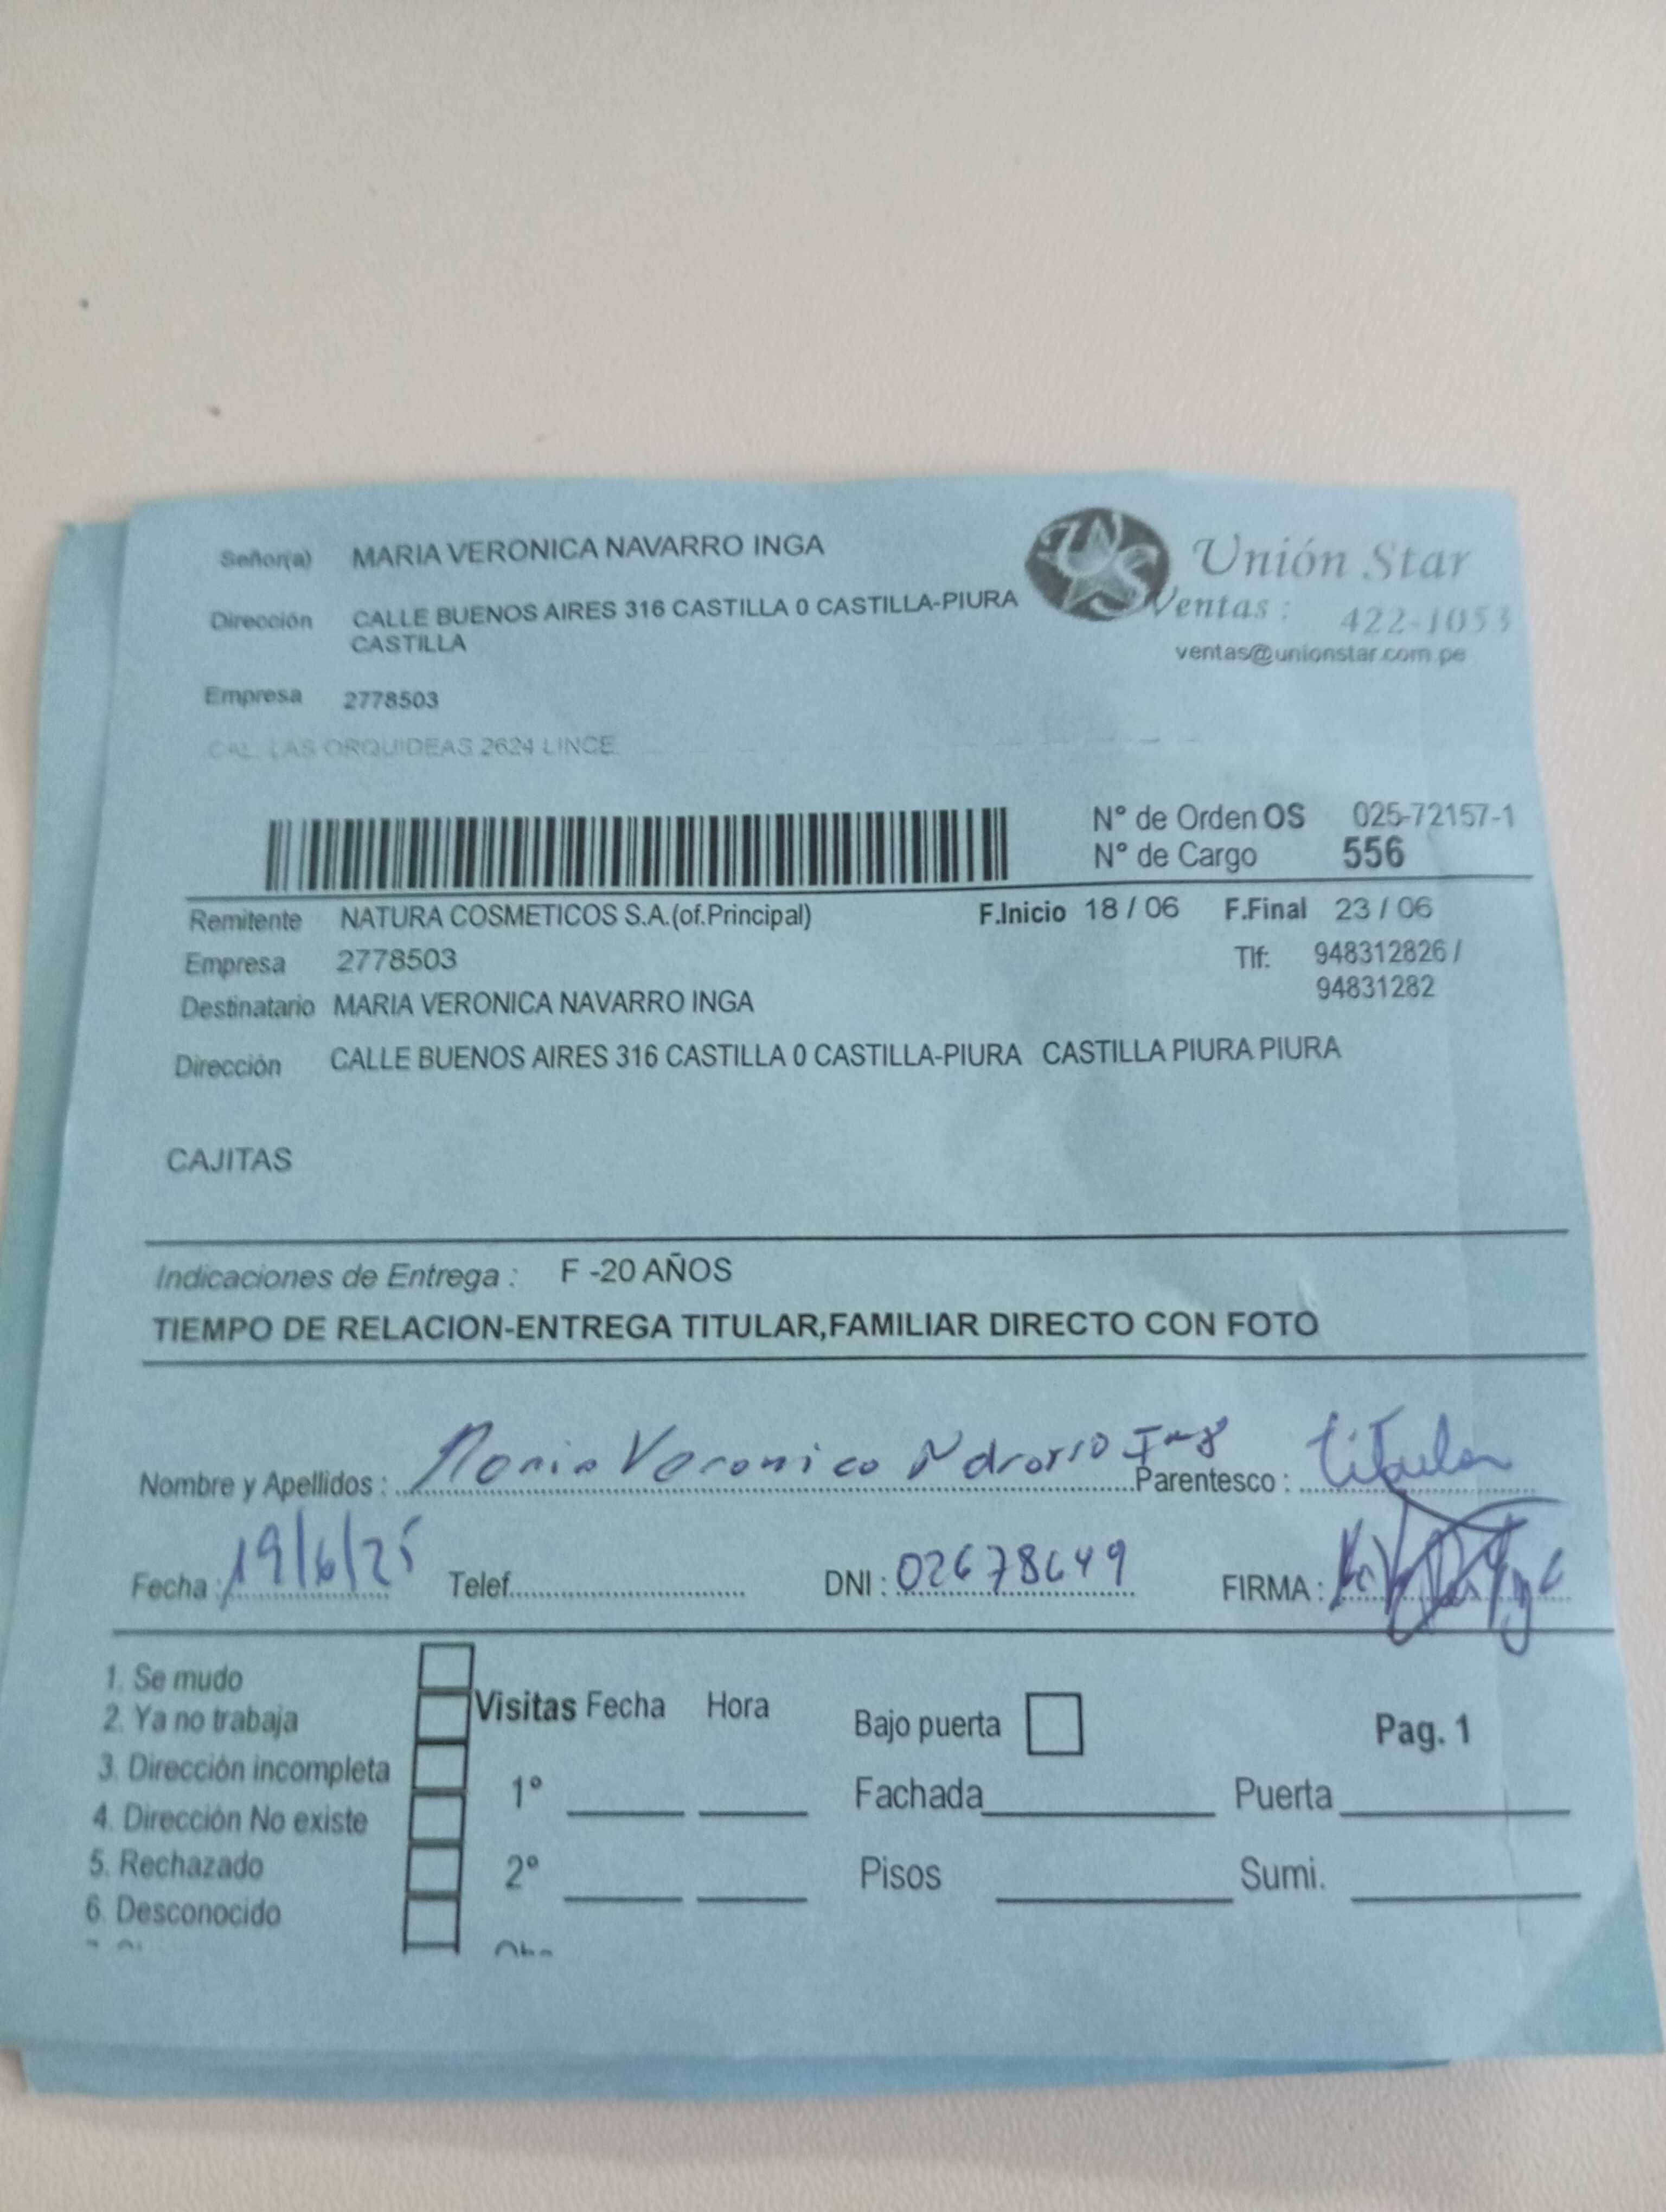 Señor(a) MARIA VERONICA NAVARRO INGA
Unión Star
Dirección CALLE BUENOS AIRES 316 CASTILLA 0 CASTILLA-PIURA
CASTILLA
Ventas : 422-1053
ventas@unionstar.com.pe
Empresa 2778503
CAL. LAS ORQUIDEAS 2624 LINCE
N° de Orden OS 025-72157-1
N° de Cargo 556
Remitente NATURA COSMETICOS S.A.(of.Principal) F.Inicio 18 / 06 F.Final 23 / 06
Empresa 2778503 Tlf: 948312826 /
94831282
Destinatario MARIA VERONICA NAVARRO INGA
Dirección CALLE BUENOS AIRES 316 CASTILLA 0 CASTILLA-PIURA CASTILLA PIURA PIURA
CAJITAS
Indicaciones de Entrega : F -20 AÑOS
TIEMPO DE RELACION-ENTREGA TITULAR,FAMILIAR DIRECTO CON FOTO
Nombre y Apellidos : Maria Veronica Navarro Inga Parentesco : titular
Fecha : 19/6/25 Telef. DNI : 02678649 FIRMA :
1. Se mudo
2. Ya no trabaja
3. Dirección incompleta
4. Dirección No existe
5. Rechazado
6. Desconocido
Visitas Fecha Hora
1°
2°
Bajo puerta Pag. 1
Fachada Puerta
Pisos Sumi.